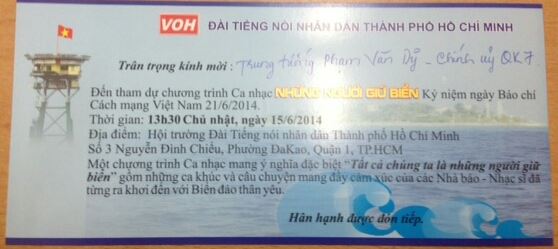 VOH ĐÀI TIẾNG NÓI NHÂN DÂN THÀNH PHỐ HỒ CHÍ MINH
Trân trọng kính mời : Trung tướng Phạm Văn Dỹ - Chính uỷ QK7.
Đến tham dự chương trình Ca nhạc NHỮNG NGƯỜI GIỮ BIỂN Kỷ niệm ngày Báo chí
Cách mạng Việt Nam 21/6/2014.
Thời gian: 13h30 Chủ nhật, ngày 15/6/2014
Địa điểm: Hội trường Đài Tiếng nói nhân dân Thành phố Hồ Chí Minh
Số 3 Nguyễn Đình Chiểu, Phường ĐaKao, Quận 1, TP.HCM
Một chương trình Ca nhạc mang ý nghĩa đặc biệt "Tất cả chúng ta là những người giữ
biển" gồm những ca khúc và câu chuyện mang đầy cảm xúc của các Nhà báo - Nhạc sĩ đã
từng ra khơi đến với Biển đảo thân yêu.
Hân hạnh được đón tiếp.